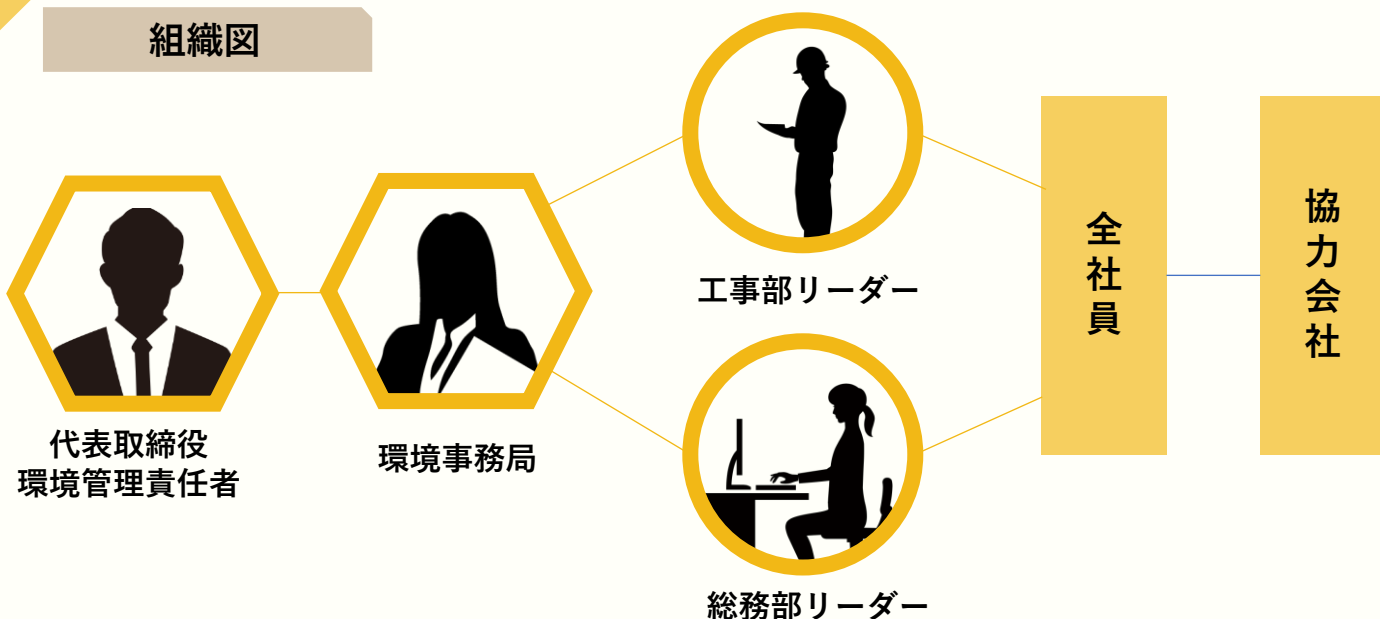 組織図
代表取締役
環境管理責任者
環境事務局
工事部リーダー
総務部リーダー
全社員
協力会社